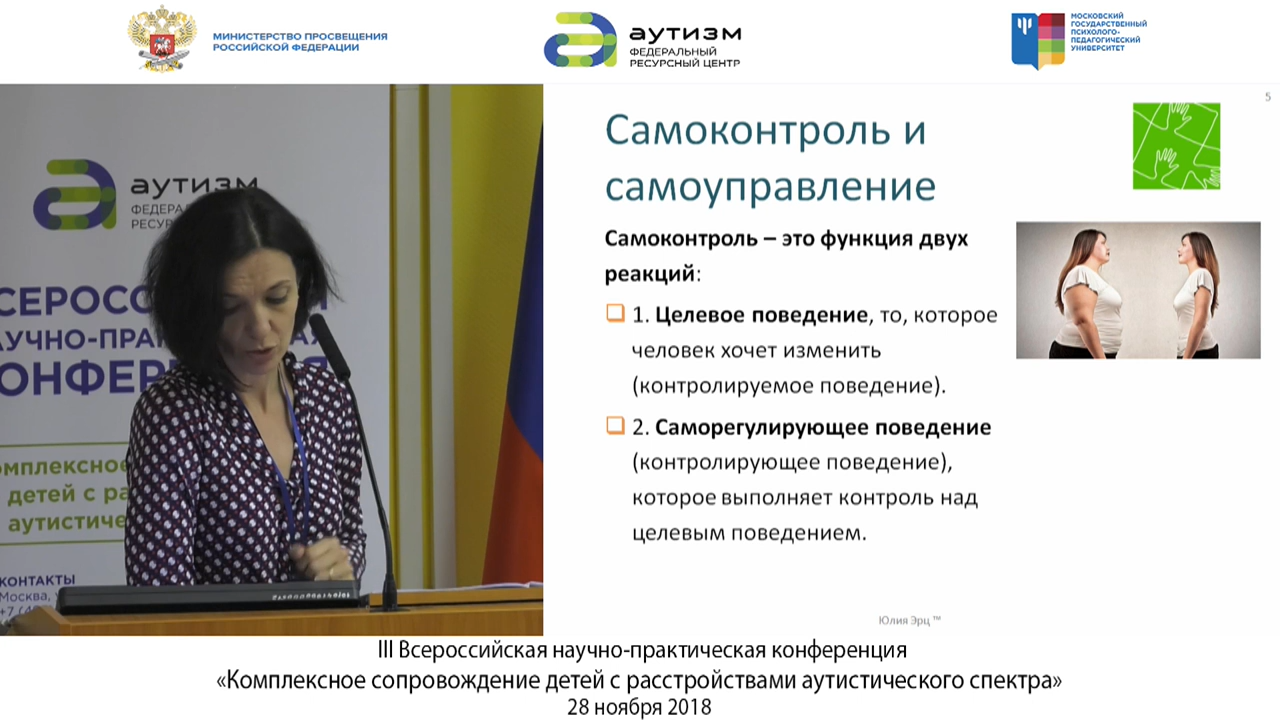 МИНИСТЕРСТВО ПРОСВЕЩЕНИЯ
РОССИЙСКОЙ ФЕДЕРАЦИИ
аутизм
ФЕДЕРАЛЬНЫЙ
РЕСУРСНЫЙ ЦЕНТР
МОСКОВСКИЙ
ГОСУДАРСТВЕННЫЙ
ПСИХОЛОГО-
ПЕДАГОГИЧЕСКИЙ
УНИВЕРСИТЕТ
аутизм
КОНТАКТЫ
Москва,
5
Самоконтроль и
самоуправление
Самоконтроль – это функция двух
реакций:
1. Целевое поведение, то, которое
человек хочет изменить
(контролируемое поведение).
2. Саморегулирующее поведение
(контролирующее поведение),
которое выполняет контроль над
целевым поведением.
Юлия Эрц ™
III Всероссийская научно-практическая конференция
«Комплексное сопровождение детей с расстройствами аутистического спектра»
28 ноября 2018